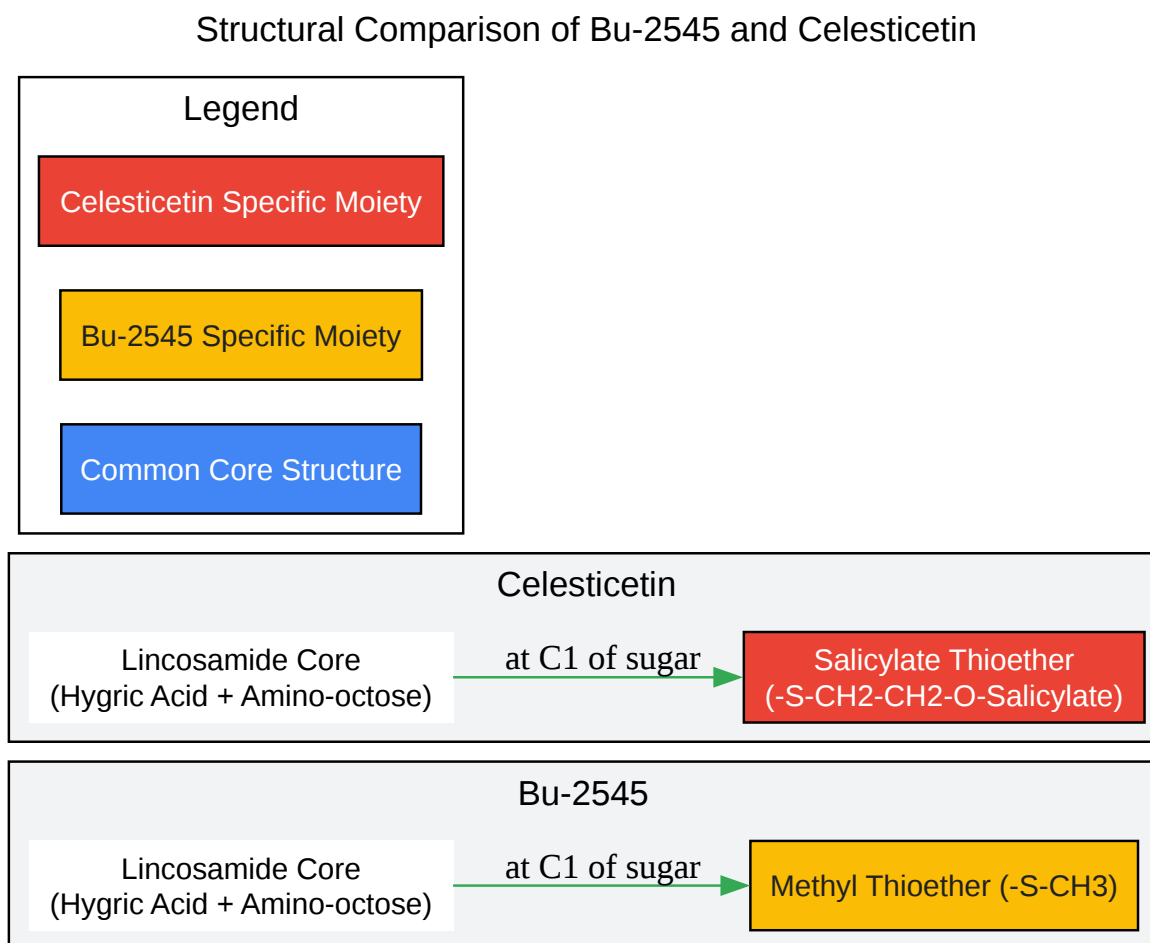 Structural Comparison of Bu-2545 and Celesticetin
Legend
Celesticetin Specific Moiety
Bu-2545 Specific Moiety
Common Core Structure
Celesticetin
Lincosamide Core
(Hygric Acid + Amino-octose)
at C1 of sugar
Salicylate Thioether
(-S-CH2-CH2-O-Salicylate)
Bu-2545
Lincosamide Core
(Hygric Acid + Amino-octose)
at C1 of sugar
Methyl Thioether (-S-CH3)